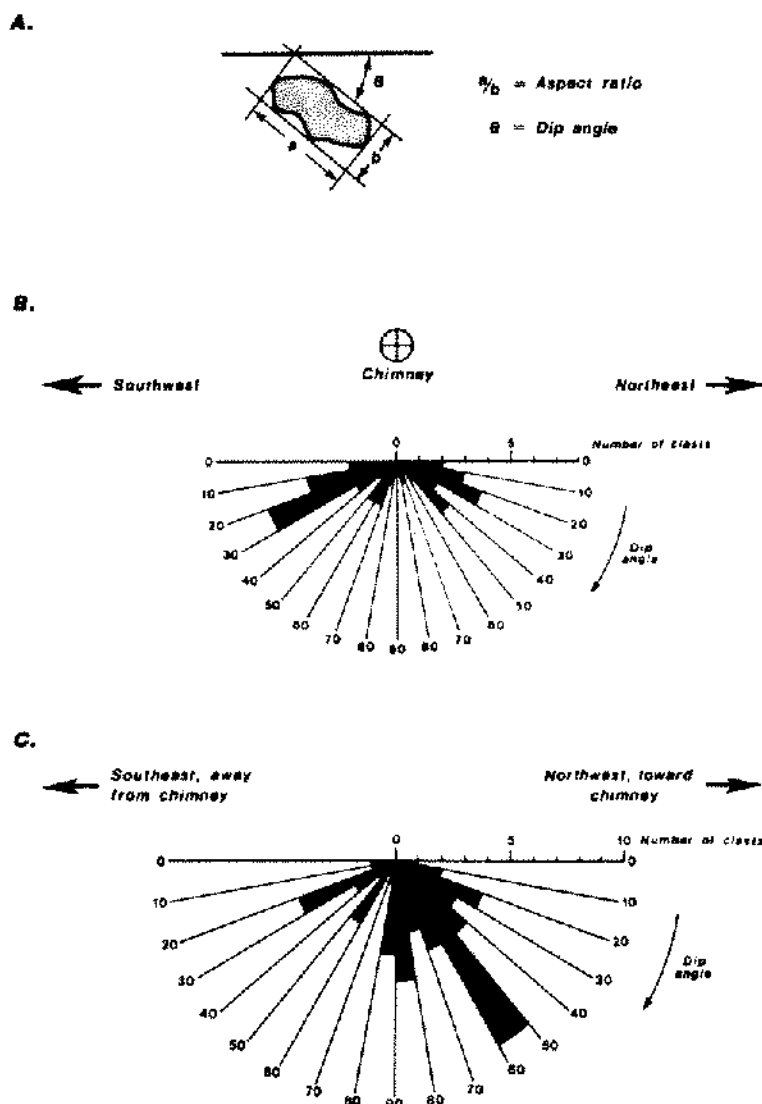 A.
θ
a
b
a/b = Aspect ratio
θ = Dip angle
B.
Chimney
Southwest
Northeast
0 5 Number of clasts
0 10 20 30 40 50 60 70 80 90 80 70 60 50 40 30 20 10 0
Dip
angle
C.
Southeast, away
from chimney
Northwest, toward
chimney
0 5 10 Number of clasts
0 10 20 30 40 50 60 70 80 90 80 70 60 50 40 30 20 10 0
Dip
angle